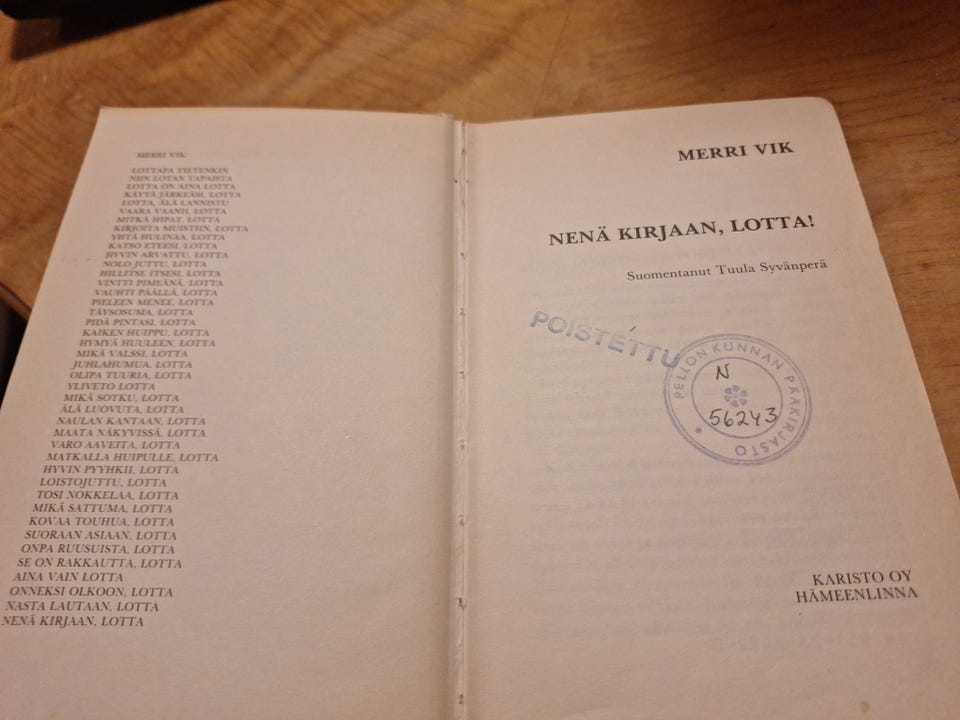 MERRI VIK
LOTTAPA TIETENKIN
NIIN LOTAN TAPAISTA
LOTTA ON AINA LOTTA
KÄYTÄ JÄRKEÄSI, LOTTA
LOTTA, ÄLÄ LANNISTU
VAARA VAANII, LOTTA
MITKÄ HIPAT, LOTTA
KIRJOITA MUISTIIN, LOTTA
YHTÄ HULINAA, LOTTA
KATSO ETEESI, LOTTA
HYVIN ARVATTU, LOTTA
NOLO JUTTU, LOTTA
HILLITSE ITSESI, LOTTA
VINTTI PIMEÄNÄ, LOTTA
VAUHTI PÄÄLLÄ, LOTTA
PIELEEN MENEE, LOTTA
TÄYSOSUMA, LOTTA
PIDÄ PINTASI, LOTTA
KAIKEN HUIPPU, LOTTA
HYMYÄ HUULEEN, LOTTA
MIKÄ VALSSI, LOTTA
JUHLAHUMUA, LOTTA
OLIPA TUURIA, LOTTA
YLIVETO LOTTA
MIKÄ SOTKU, LOTTA
ÄLÄ LUOVUTA, LOTTA
NAULAN KANTAAN, LOTTA
MAATA NÄKYVISSÄ, LOTTA
VARO AAVEITA, LOTTA
MATKALLA HUIPULLE, LOTTA
HYVIN PYYHKII, LOTTA
LOISTOJUTTU, LOTTA
TOSI NOKKELAA, LOTTA
MIKÄ SATTUMA, LOTTA
KOVAA TOUHUA, LOTTA
SUORAAN ASIAAN, LOTTA
ONPA RUUSUISTA, LOTTA
SE ON RAKKAUTTA, LOTTA
AINA VAIN LOTTA
ONNEKSI OLKOON, LOTTA
NASTA LAUTAAN, LOTTA
NENÄ KIRJAAN, LOTTA
MERRI VIK
NENÄ KIRJAAN, LOTTA!
Suomentanut Tuula Syvänperä
POISTETTU
PELLON KUNNAN PÄÄKIRJASTO
N
56243
KARISTO OY
HÄMEENLINNA